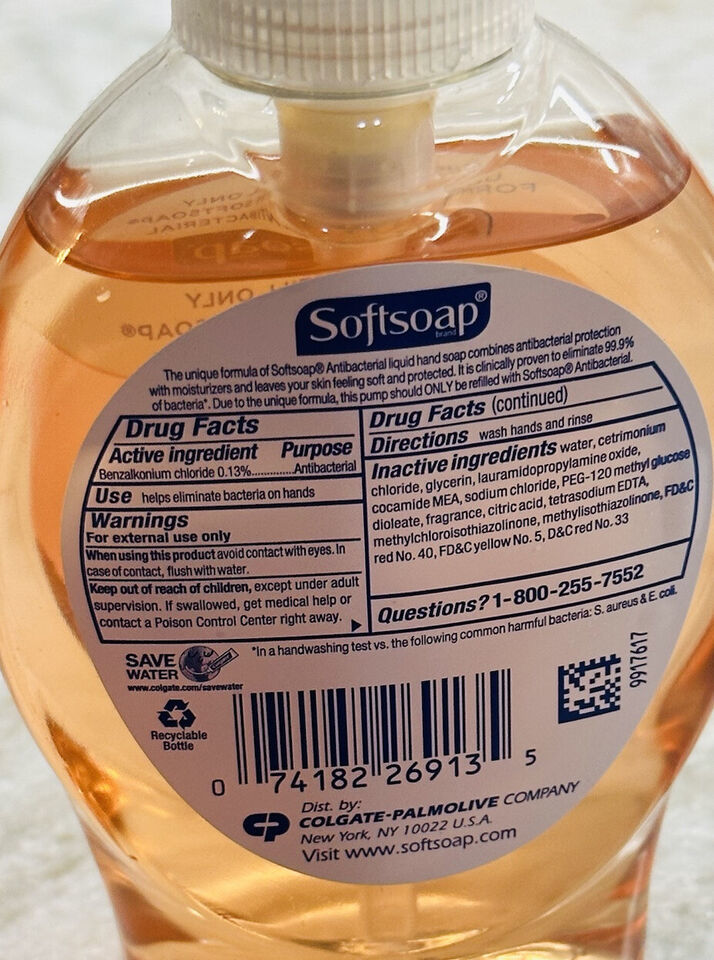 Softsoap®
brand
The unique formula of Softsoap® Antibacterial liquid hand soap combines antibacterial protection
with moisturizers and leaves your skin feeling soft and protected. It is clinically proven to eliminate 99.9%
of bacteria*. Due to the unique formula, this pump should ONLY be refilled with Softsoap® Antibacterial.
Drug Facts
Active ingredient Purpose
Benzalkonium chloride 0.13%..............Antibacterial
Use helps eliminate bacteria on hands
Warnings
For external use only
When using this product avoid contact with eyes. In
case of contact, flush with water.
Keep out of reach of children, except under adult
supervision. If swallowed, get medical help or
contact a Poison Control Center right away.
Drug Facts (continued)
Directions wash hands and rinse
Inactive ingredients water, cetrimonium
chloride, glycerin, lauramidopropylamine oxide,
cocamide MEA, sodium chloride, PEG-120 methyl glucose
dioleate, fragrance, citric acid, tetrasodium EDTA,
methylchloroisothiazolinone, methylisothiazolinone, FD&C
red No. 40, FD&C yellow No. 5, D&C red No. 33
Questions? 1-800-255-7552
*In a handwashing test vs. the following common harmful bacteria: S. aureus & E. coli.
SAVE
WATER
www.colgate.com/savewater
Recyclable
Bottle
9917617
0 74182 26913 5
Dist. by:
CP COLGATE-PALMOLIVE COMPANY
New York, NY 10022 U.S.A.
Visit www.softsoap.com